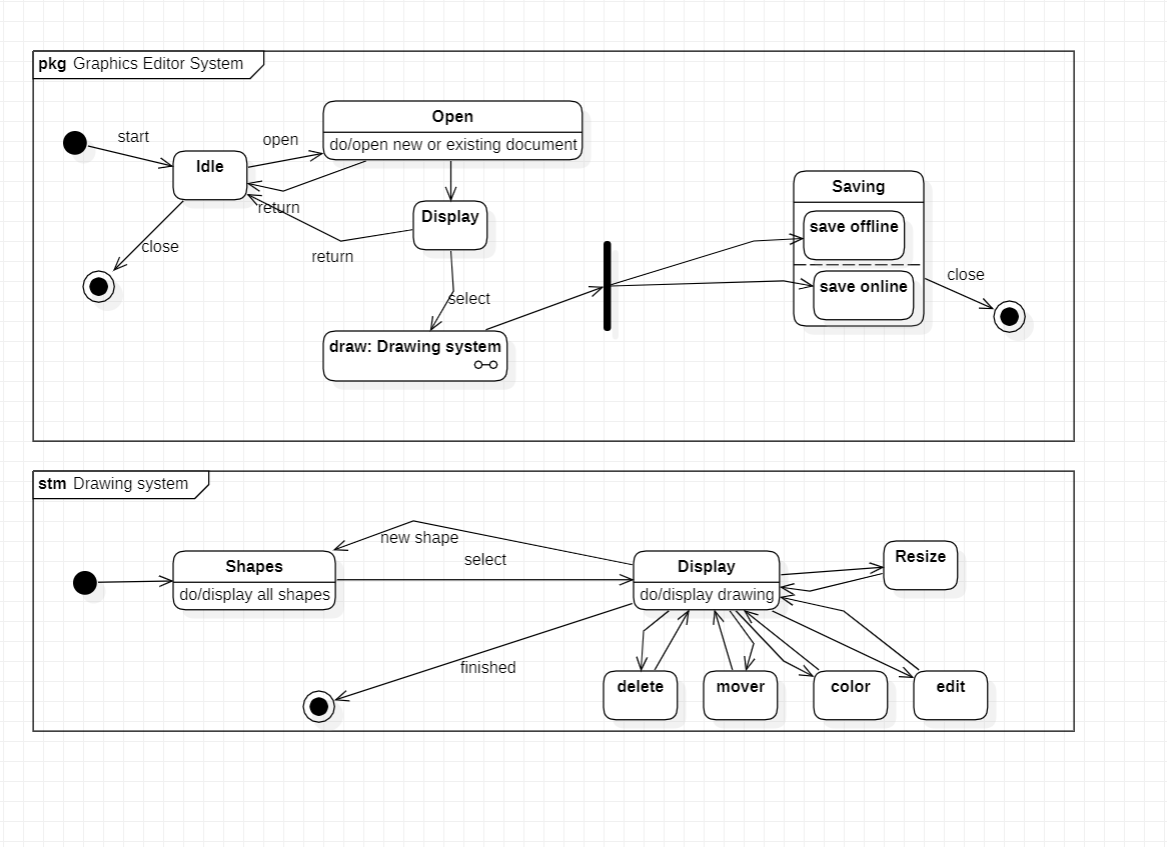 pkg Graphics Editor System
start
Idle
open
Open
do/open new or existing document
return
close
Display
return
select
draw: Drawing system
Saving
save offline
save online
close
stm Drawing system
new shape
select
Shapes
do/display all shapes
Display
do/display drawing
Resize
finished
delete
mover
color
edit